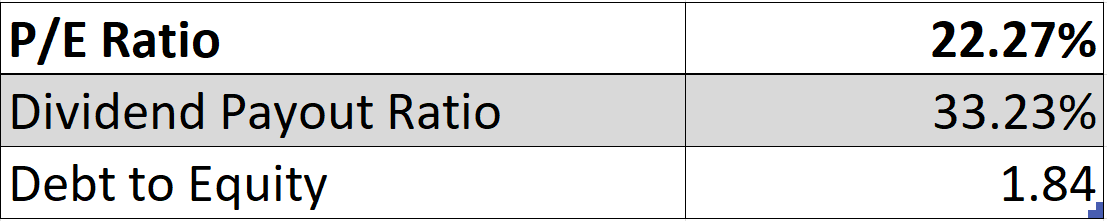 P/E Ratio 22.27%
Dividend Payout Ratio 33.23%
Debt to Equity 1.84